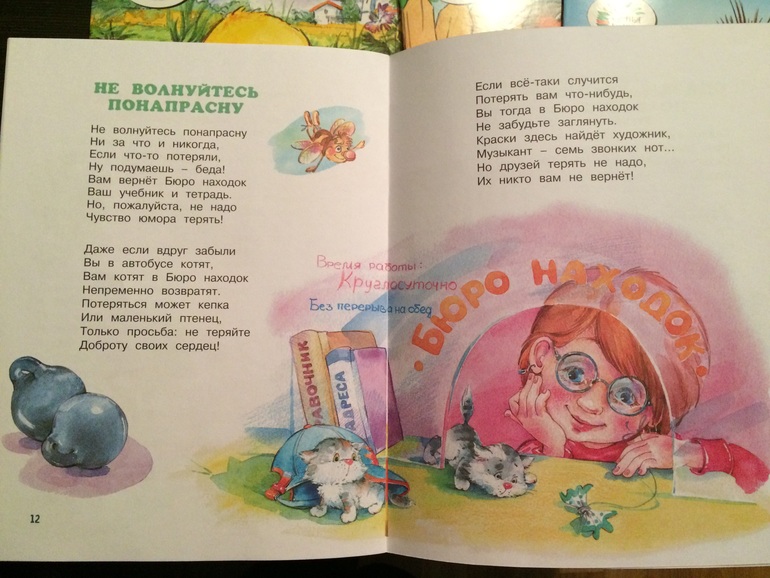 НЕ ВОЛНУЙТЕСЬ
ПОНАПРАСНУ
Не волнуйтесь понапрасну
Ни за что и никогда,
Если что-то потеряли,
Ну подумаешь – беда!
Вам вернёт Бюро находок
Ваш учебник и тетрадь.
Но, пожалуйста, не надо
Чувство юмора терять!
Даже если вдруг забыли
Вы в автобусе котят,
Вам котят в Бюро находок
Непременно возвратят.
Потеряться может кепка
Или маленький птенец,
Только просьба: не теряйте
Доброту своих сердец!
12
Если всё-таки случится
Потерять вам что-нибудь,
Вы тогда в Бюро находок
Не забудьте заглянуть.
Краски здесь найдёт художник,
Музыкант – семь звонких нот...
Но друзей терять не надо,
Их никто вам не вернёт!
Время работы:
Круглосуточно
Без перерыва на обед
·БЮРО НАХОДОК·
АВОЧНИК
АДРЕСА